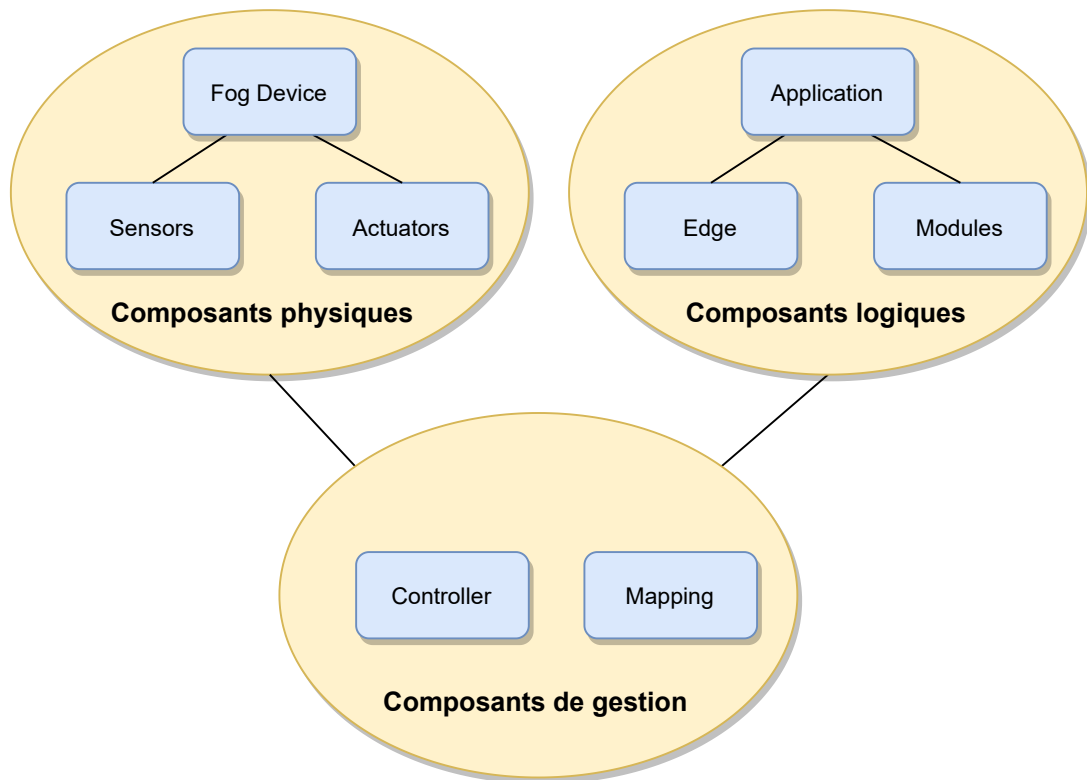 Fog Device
Sensors
Actuators
Composants physiques
Application
Edge
Modules
Composants logiques
Controller
Mapping
Composants de gestion